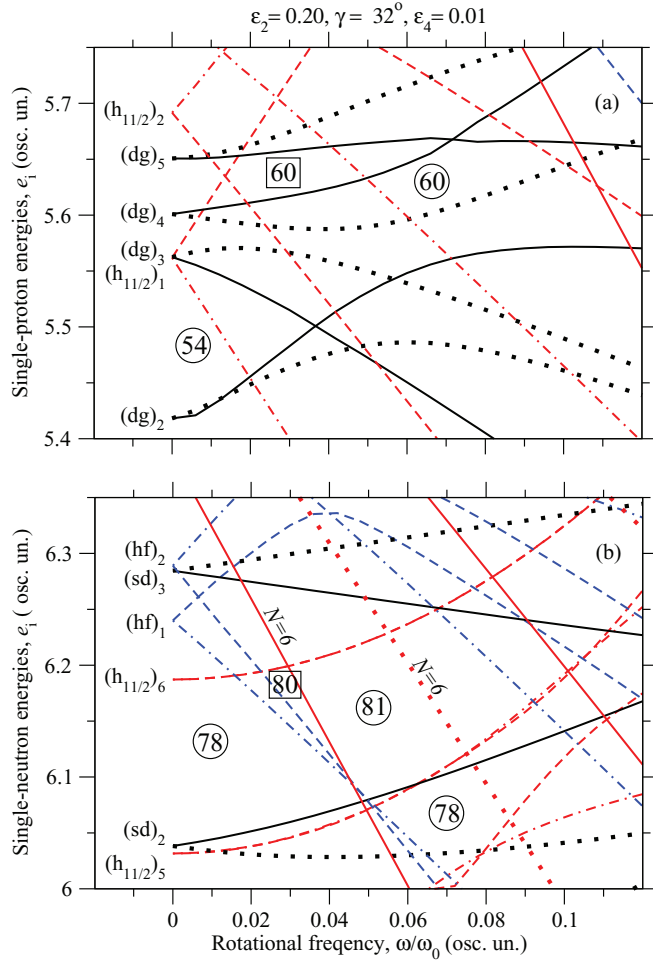 ε₂= 0.20, γ = 32°, ε₄= 0.01
Single-proton energies, eᵢ (osc. un.)
5.7
5.6
5.5
5.4
(h₁₁/₂)₂
(dg)₅
(dg)₄
(dg)₃
(h₁₁/₂)₁
(dg)₂
(a)
60
60
54
Single-neutron energies, eᵢ ( osc. un.)
6.3
6.2
6.1
6
(hf)₂
(sd)₃
(hf)₁
(h₁₁/₂)₆
(sd)₂
(h₁₁/₂)₅
(b)
N=6
N=6
80
81
78
78
0 0.02 0.04 0.06 0.08 0.1
Rotational freqency, ω/ω₀ (osc. un.)